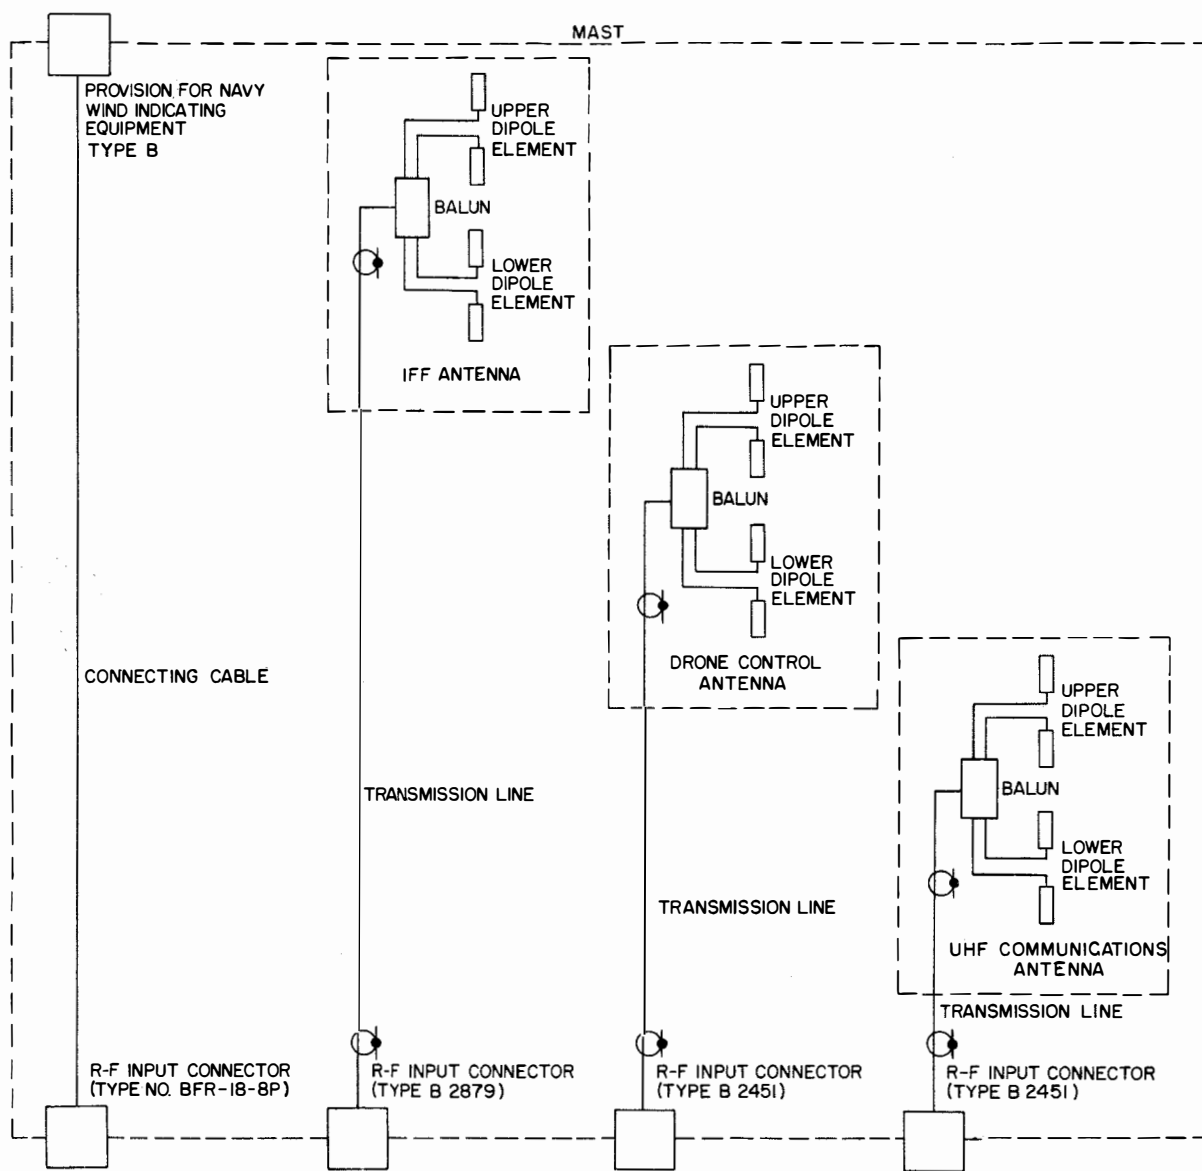 MAST
PROVISION FOR NAVY
WIND INDICATING
EQUIPMENT
TYPE B
UPPER
DIPOLE
ELEMENT
BALUN
LOWER
DIPOLE
ELEMENT
IFF ANTENNA
UPPER
DIPOLE
ELEMENT
BALUN
LOWER
DIPOLE
ELEMENT
DRONE CONTROL
ANTENNA
UPPER
DIPOLE
ELEMENT
BALUN
LOWER
DIPOLE
ELEMENT
UHF COMMUNICATIONS
ANTENNA
CONNECTING CABLE
TRANSMISSION LINE
TRANSMISSION LINE
TRANSMISSION LINE
R-F INPUT CONNECTOR
(TYPE NO. BFR-18-8P)
R-F INPUT CONNECTOR
(TYPE B 2879)
R-F INPUT CONNECTOR
(TYPE B 2451)
R-F INPUT CONNECTOR
(TYPE B 2451)